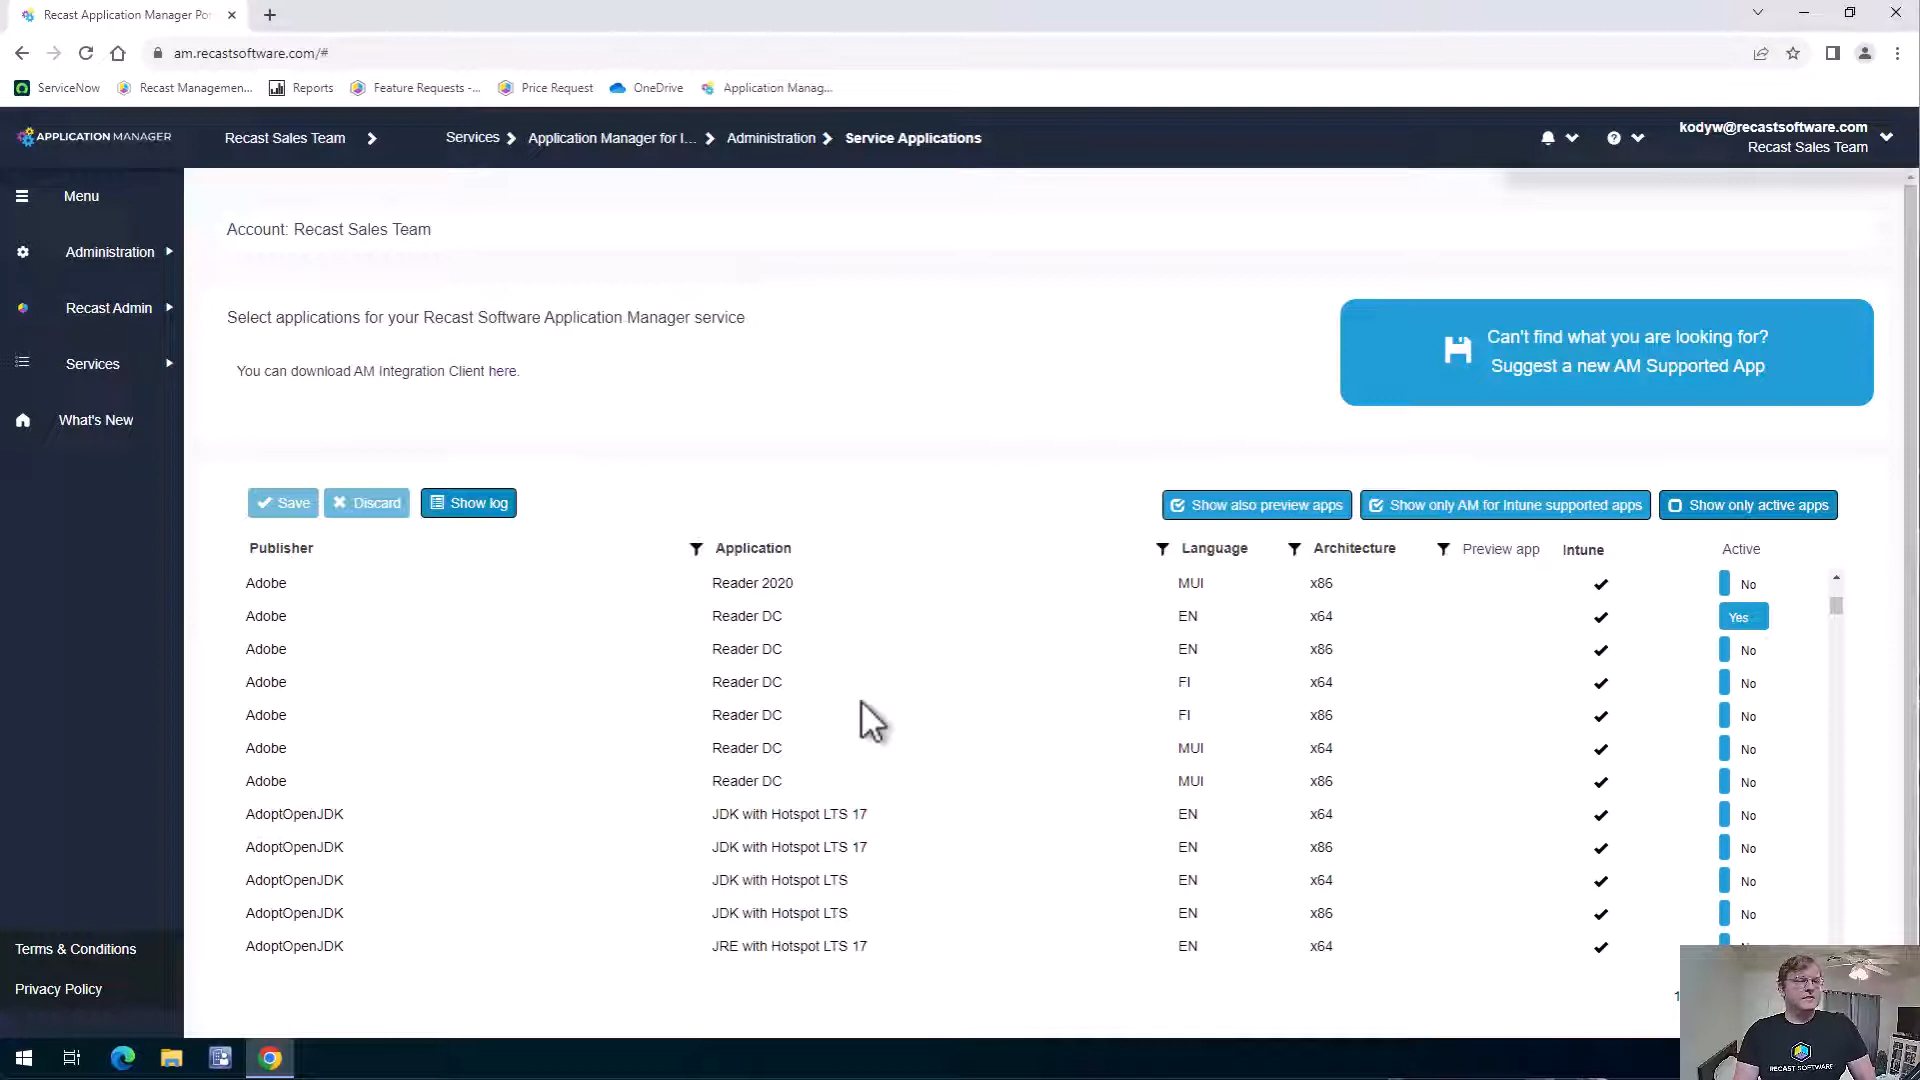 Recast Application Manager Por
am.recastsoftware.com/#
ServiceNow Recast Managemen... Reports Feature Requests -... Price Request OneDrive Application Manag...
APPLICATION MANAGER Recast Sales Team Services Application Manager for I... Administration Service Applications kodyw@recastsoftware.com
Recast Sales Team
Menu
Administration
Recast Admin
Services
What's New
Terms & Conditions
Privacy Policy
Account: Recast Sales Team
Select applications for your Recast Software Application Manager service
You can download AM Integration Client here.
Can't find what you are looking for?
Suggest a new AM Supported App
Save Discard Show log Show also preview apps Show only AM for Intune supported apps Show only active apps
Publisher Application Language Architecture Preview app Intune Active
Adobe Reader 2020 MUI x86 No
Adobe Reader DC EN x64 Yes
Adobe Reader DC EN x86 No
Adobe Reader DC FI x64 No
Adobe Reader DC FI x86 No
Adobe Reader DC MUI x64 No
Adobe Reader DC MUI x86 No
AdoptOpenJDK JDK with Hotspot LTS 17 EN x64 No
AdoptOpenJDK JDK with Hotspot LTS 17 EN x86 No
AdoptOpenJDK JDK with Hotspot LTS EN x64 No
AdoptOpenJDK JDK with Hotspot LTS EN x86 No
AdoptOpenJDK JRE with Hotspot LTS 17 EN x64
RECAST SOFTWARE